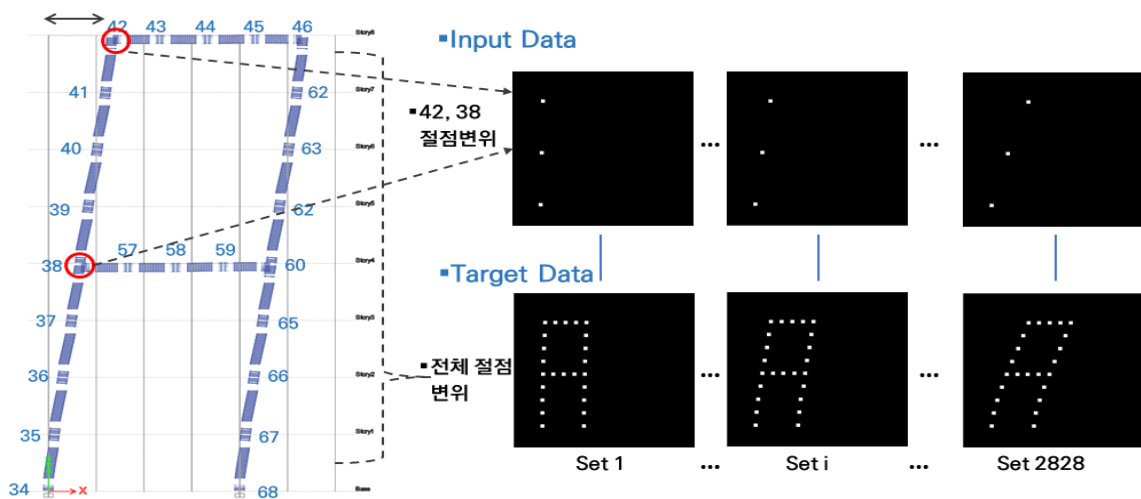 42 43 44 45 46
Story8
41 62
Story7
40 63
Story6
39 62
Story5
57 58 59
38 60
Story4
37 65
Story3
36 66
Story2
35 67
Story1
34 X 68
Base
▪Input Data
▪42, 38
절점변위
... ...
▪Target Data
▪전체 절점
변위
... ...
Set 1 ... Set i ... Set 2828